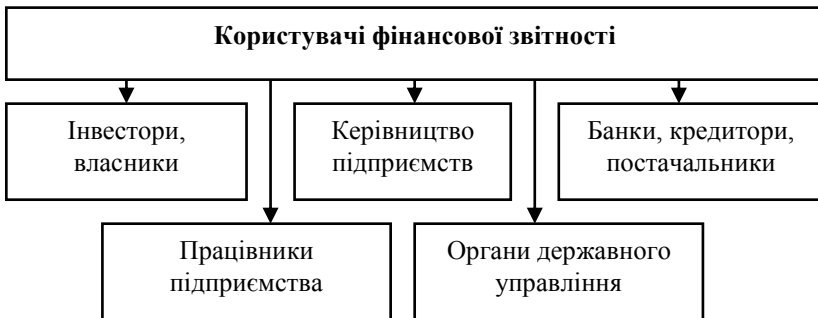 Користувачі фінансової звітності
Інвестори,
власники
Керівництво
підприємств
Банки, кредитори,
постачальники
Працівники
підприємства
Органи державного
управління